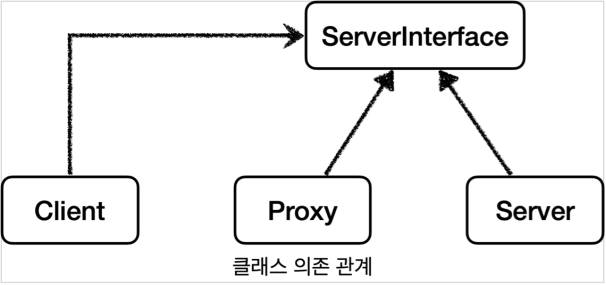 ServerInterface
Client
Proxy
Server
클래스 의존 관계